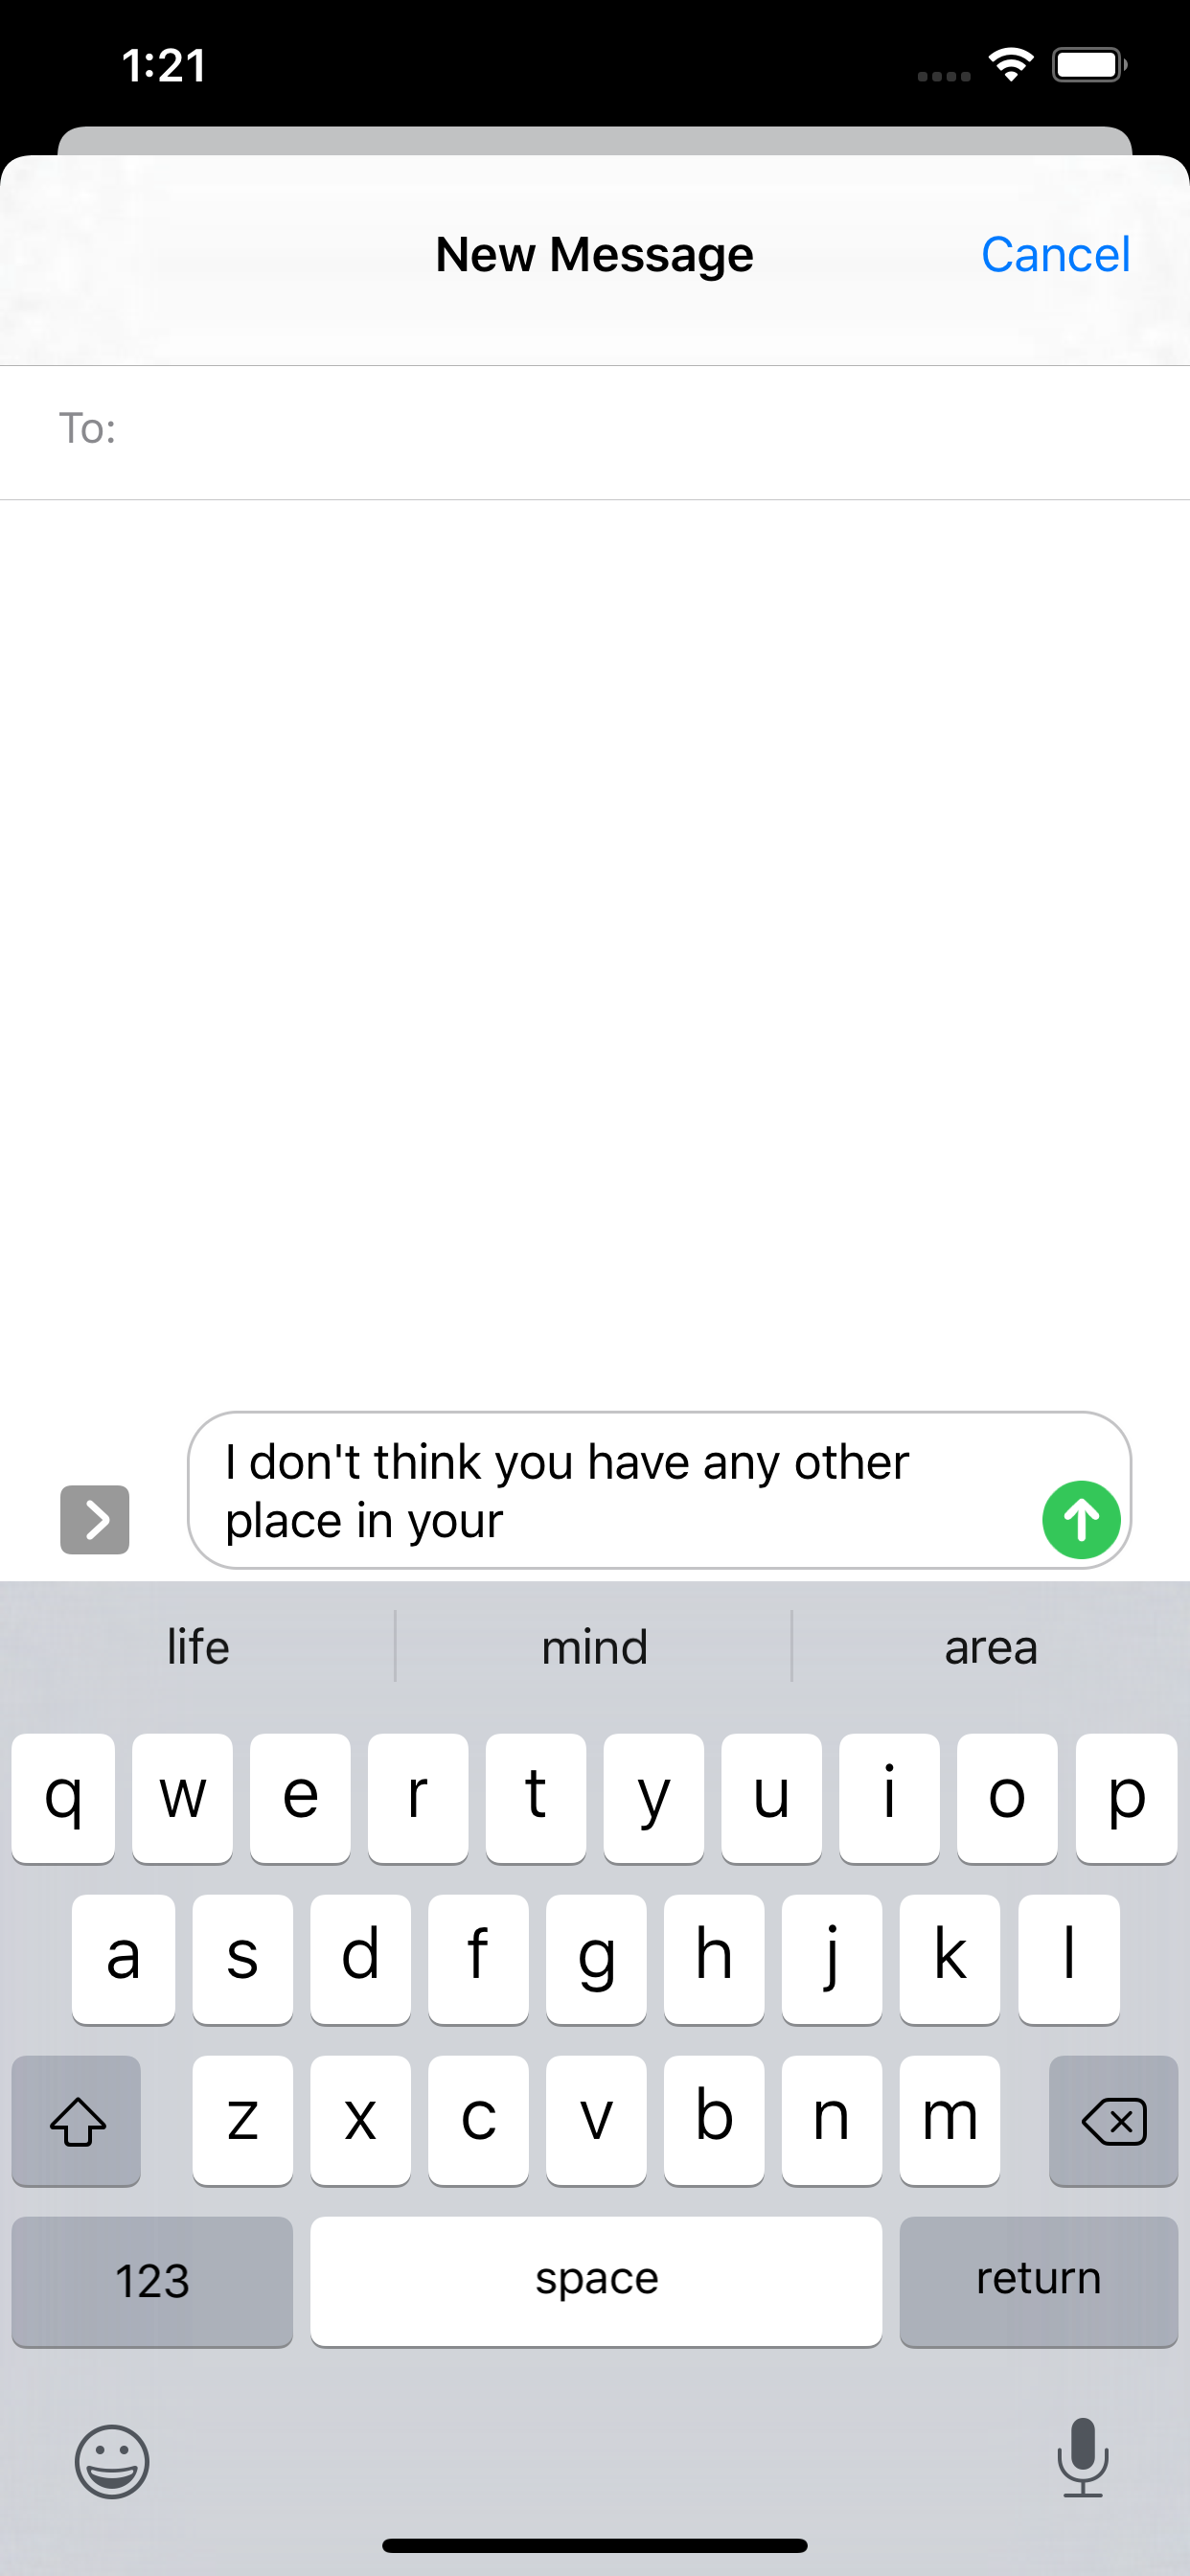 1:21
New Message
Cancel
To:
I don't think you have any other
place in your
life mind area
q w e r t y u i o p
a s d f g h j k l
z x c v b n m
123 space return